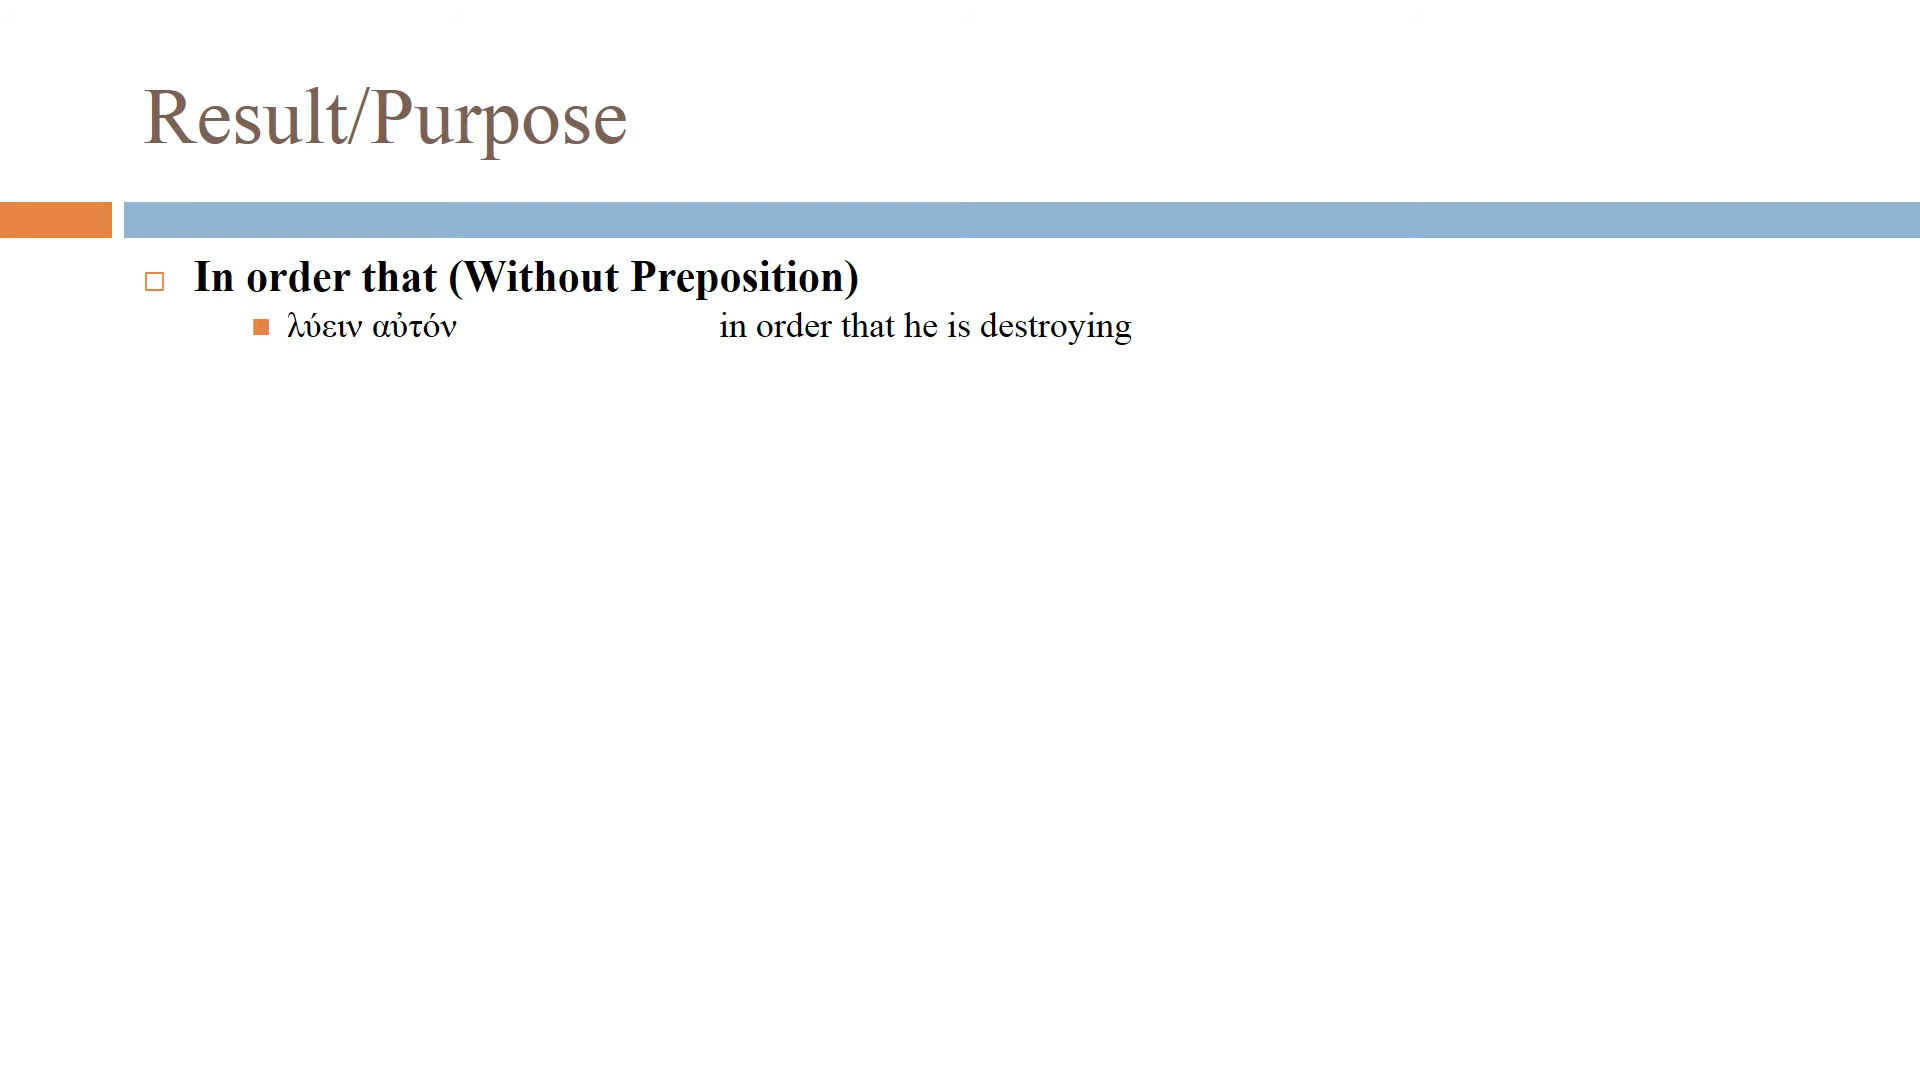 Result/Purpose
In order that (Without Preposition)
λύειν αὐτόν in order that he is destroying